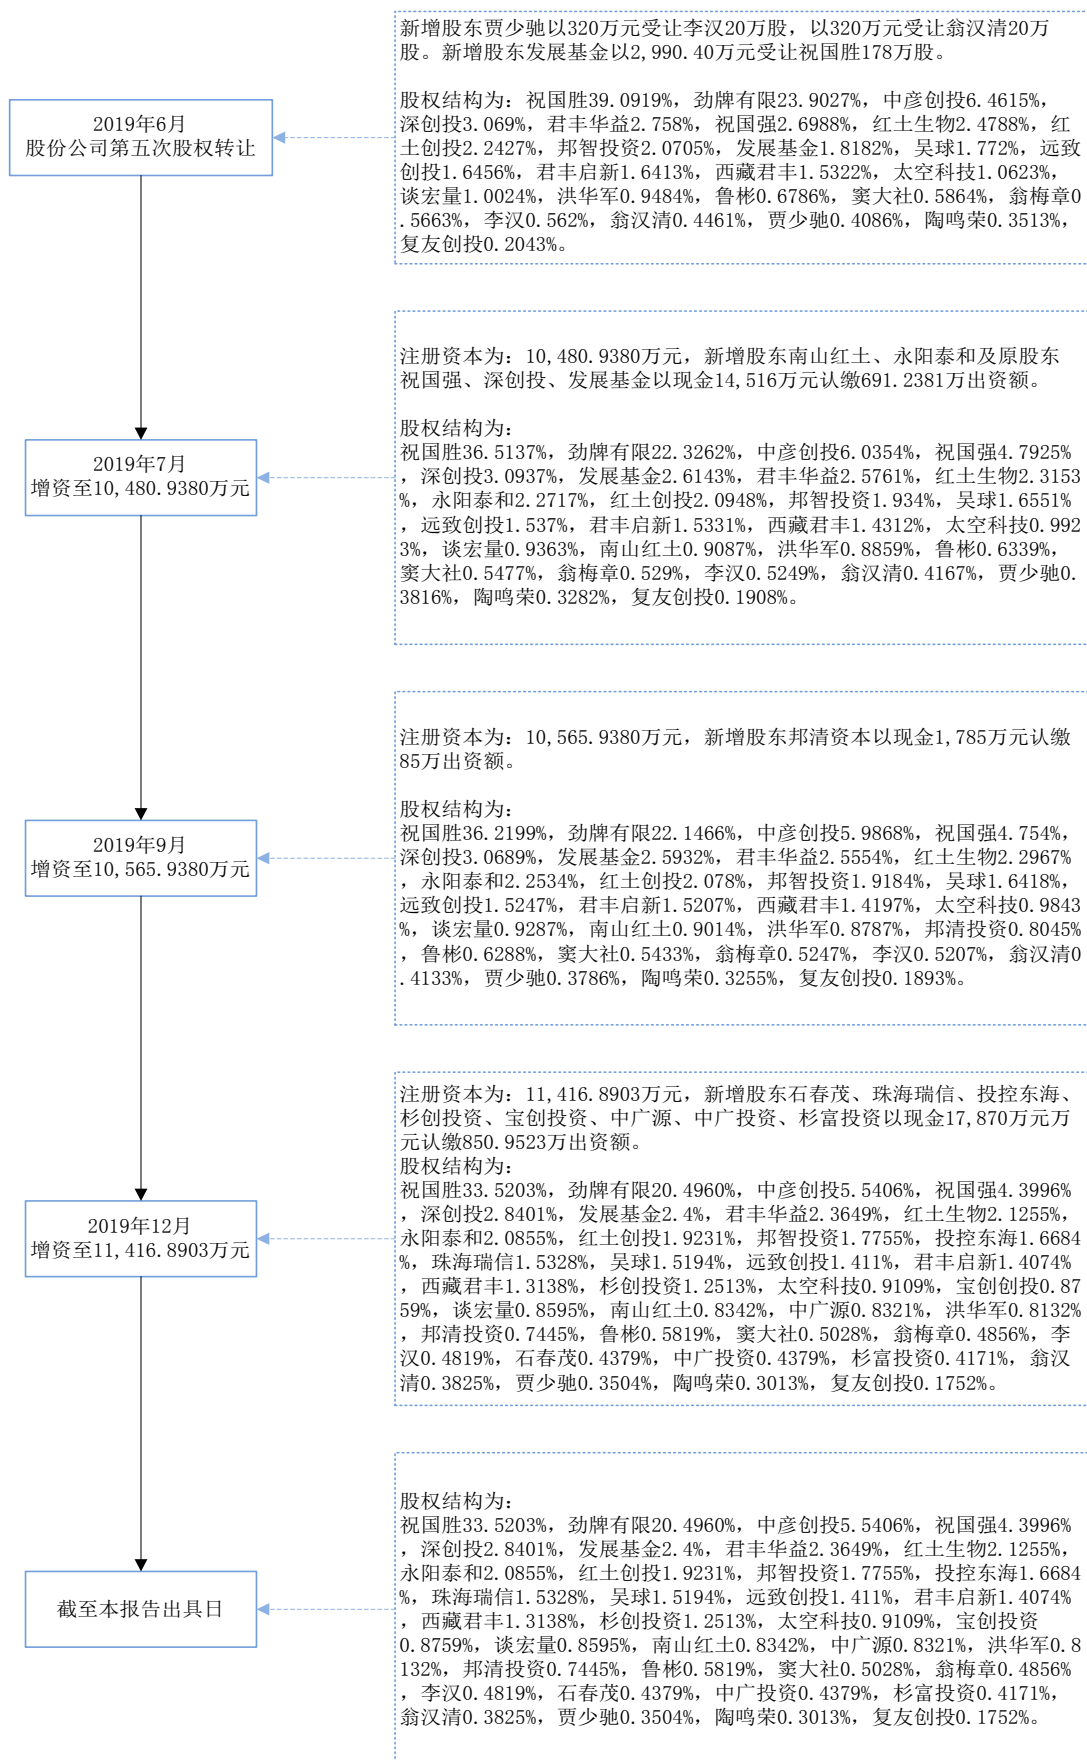 新增股东贾少驰以320万元受让李汉20万股，以320万元受让翁汉清20万
股。新增股东发展基金以2,990.40万元受让祝国胜178万股。
股权结构为：祝国胜39.0919%，劲牌有限23.9027%，中彦创投6.4615%，
深创投3.069%，君丰华益2.758%，祝国强2.6988%，红土生物2.4788%，红
土创投2.2427%，邦智投资2.0705%，发展基金1.8182%，吴球1.772%，远致
创投1.6456%，君丰启新1.6413%，西藏君丰1.5322%，太空科技1.0623%，
谈宏量1.0024%，洪华军0.9484%，鲁彬0.6786%，窦大社0.5864%，翁梅章0
.5663%，李汉0.562%，翁汉清0.4461%，贾少驰0.4086%，陶鸣荣0.3513%，
复友创投0.2043%。
2019年6月
股份公司第五次股权转让
注册资本为：10,480.9380万元，新增股东南山红土、永阳泰和及原股东
祝国强、深创投、发展基金以现金14,516万元认缴691.2381万出资额。
股权结构为：
祝国胜36.5137%，劲牌有限22.3262%，中彦创投6.0354%，祝国强4.7925%
，深创投3.0937%，发展基金2.6143%，君丰华益2.5761%，红土生物2.3153
%，永阳泰和2.2717%，红土创投2.0948%，邦智投资1.934%，吴球1.6551%
，远致创投1.537%，君丰启新1.5331%，西藏君丰1.4312%，太空科技0.992
3%，谈宏量0.9363%，南山红土0.9087%，洪华军0.8859%，鲁彬0.6339%，
窦大社0.5477%，翁梅章0.529%，李汉0.5249%，翁汉清0.4167%，贾少驰0.
3816%，陶鸣荣0.3282%，复友创投0.1908%。
2019年7月
增资至10,480.9380万元
注册资本为：10,565.9380万元，新增股东邦清资本以现金1,785万元认缴
85万出资额。
股权结构为：
祝国胜36.2199%，劲牌有限22.1466%，中彦创投5.9868%，祝国强4.754%，
深创投3.0689%，发展基金2.5932%，君丰华益2.5554%，红土生物2.2967%
，永阳泰和2.2534%，红土创投2.078%，邦智投资1.9184%，吴球1.6418%，
远致创投1.5247%，君丰启新1.5207%，西藏君丰1.4197%，太空科技0.9843
%，谈宏量0.9287%，南山红土0.9014%，洪华军0.8787%，邦清投资0.8045%
，鲁彬0.6288%，窦大社0.5433%，翁梅章0.5247%，李汉0.5207%，翁汉清0
.4133%，贾少驰0.3786%，陶鸣荣0.3255%，复友创投0.1893%。
2019年9月
增资至10,565.9380万元
注册资本为：11,416.8903万元，新增股东石春茂、珠海瑞信、投控东海、
杉创投资、宝创投资、中广源、中广投资、杉富投资以现金17,870万元万
元认缴850.9523万出资额。
股权结构为：
祝国胜33.5203%，劲牌有限20.4960%，中彦创投5.5406%，祝国强4.3996%
，深创投2.8401%，发展基金2.4%，君丰华益2.3649%，红土生物2.1255%，
永阳泰和2.0855%，红土创投1.9231%，邦智投资1.7755%，投控东海1.6684
%，珠海瑞信1.5328%，吴球1.5194%，远致创投1.411%，君丰启新1.4074%
，西藏君丰1.3138%，杉创投资1.2513%，太空科技0.9109%，宝创创投0.87
59%，谈宏量0.8595%，南山红土0.8342%，中广源0.8321%，洪华军0.8132%
，邦清投资0.7445%，鲁彬0.5819%，窦大社0.5028%，翁梅章0.4856%，李
汉0.4819%，石春茂0.4379%，中广投资0.4379%，杉富投资0.4171%，翁汉
清0.3825%，贾少驰0.3504%，陶鸣荣0.3013%，复友创投0.1752%。
2019年12月
增资至11,416.8903万元
股权结构为：
祝国胜33.5203%，劲牌有限20.4960%，中彦创投5.5406%，祝国强4.3996%
，深创投2.8401%，发展基金2.4%，君丰华益2.3649%，红土生物2.1255%，
永阳泰和2.0855%，红土创投1.9231%，邦智投资1.7755%，投控东海1.6684
%，珠海瑞信1.5328%，吴球1.5194%，远致创投1.411%，君丰启新1.4074%
，西藏君丰1.3138%，杉创投资1.2513%，太空科技0.9109%，宝创投资
0.8759%，谈宏量0.8595%，南山红土0.8342%，中广源0.8321%，洪华军0.8
132%，邦清投资0.7445%，鲁彬0.5819%，窦大社0.5028%，翁梅章0.4856%
，李汉0.4819%，石春茂0.4379%，中广投资0.4379%，杉富投资0.4171%，
翁汉清0.3825%，贾少驰0.3504%，陶鸣荣0.3013%，复友创投0.1752%。
截至本报告出具日